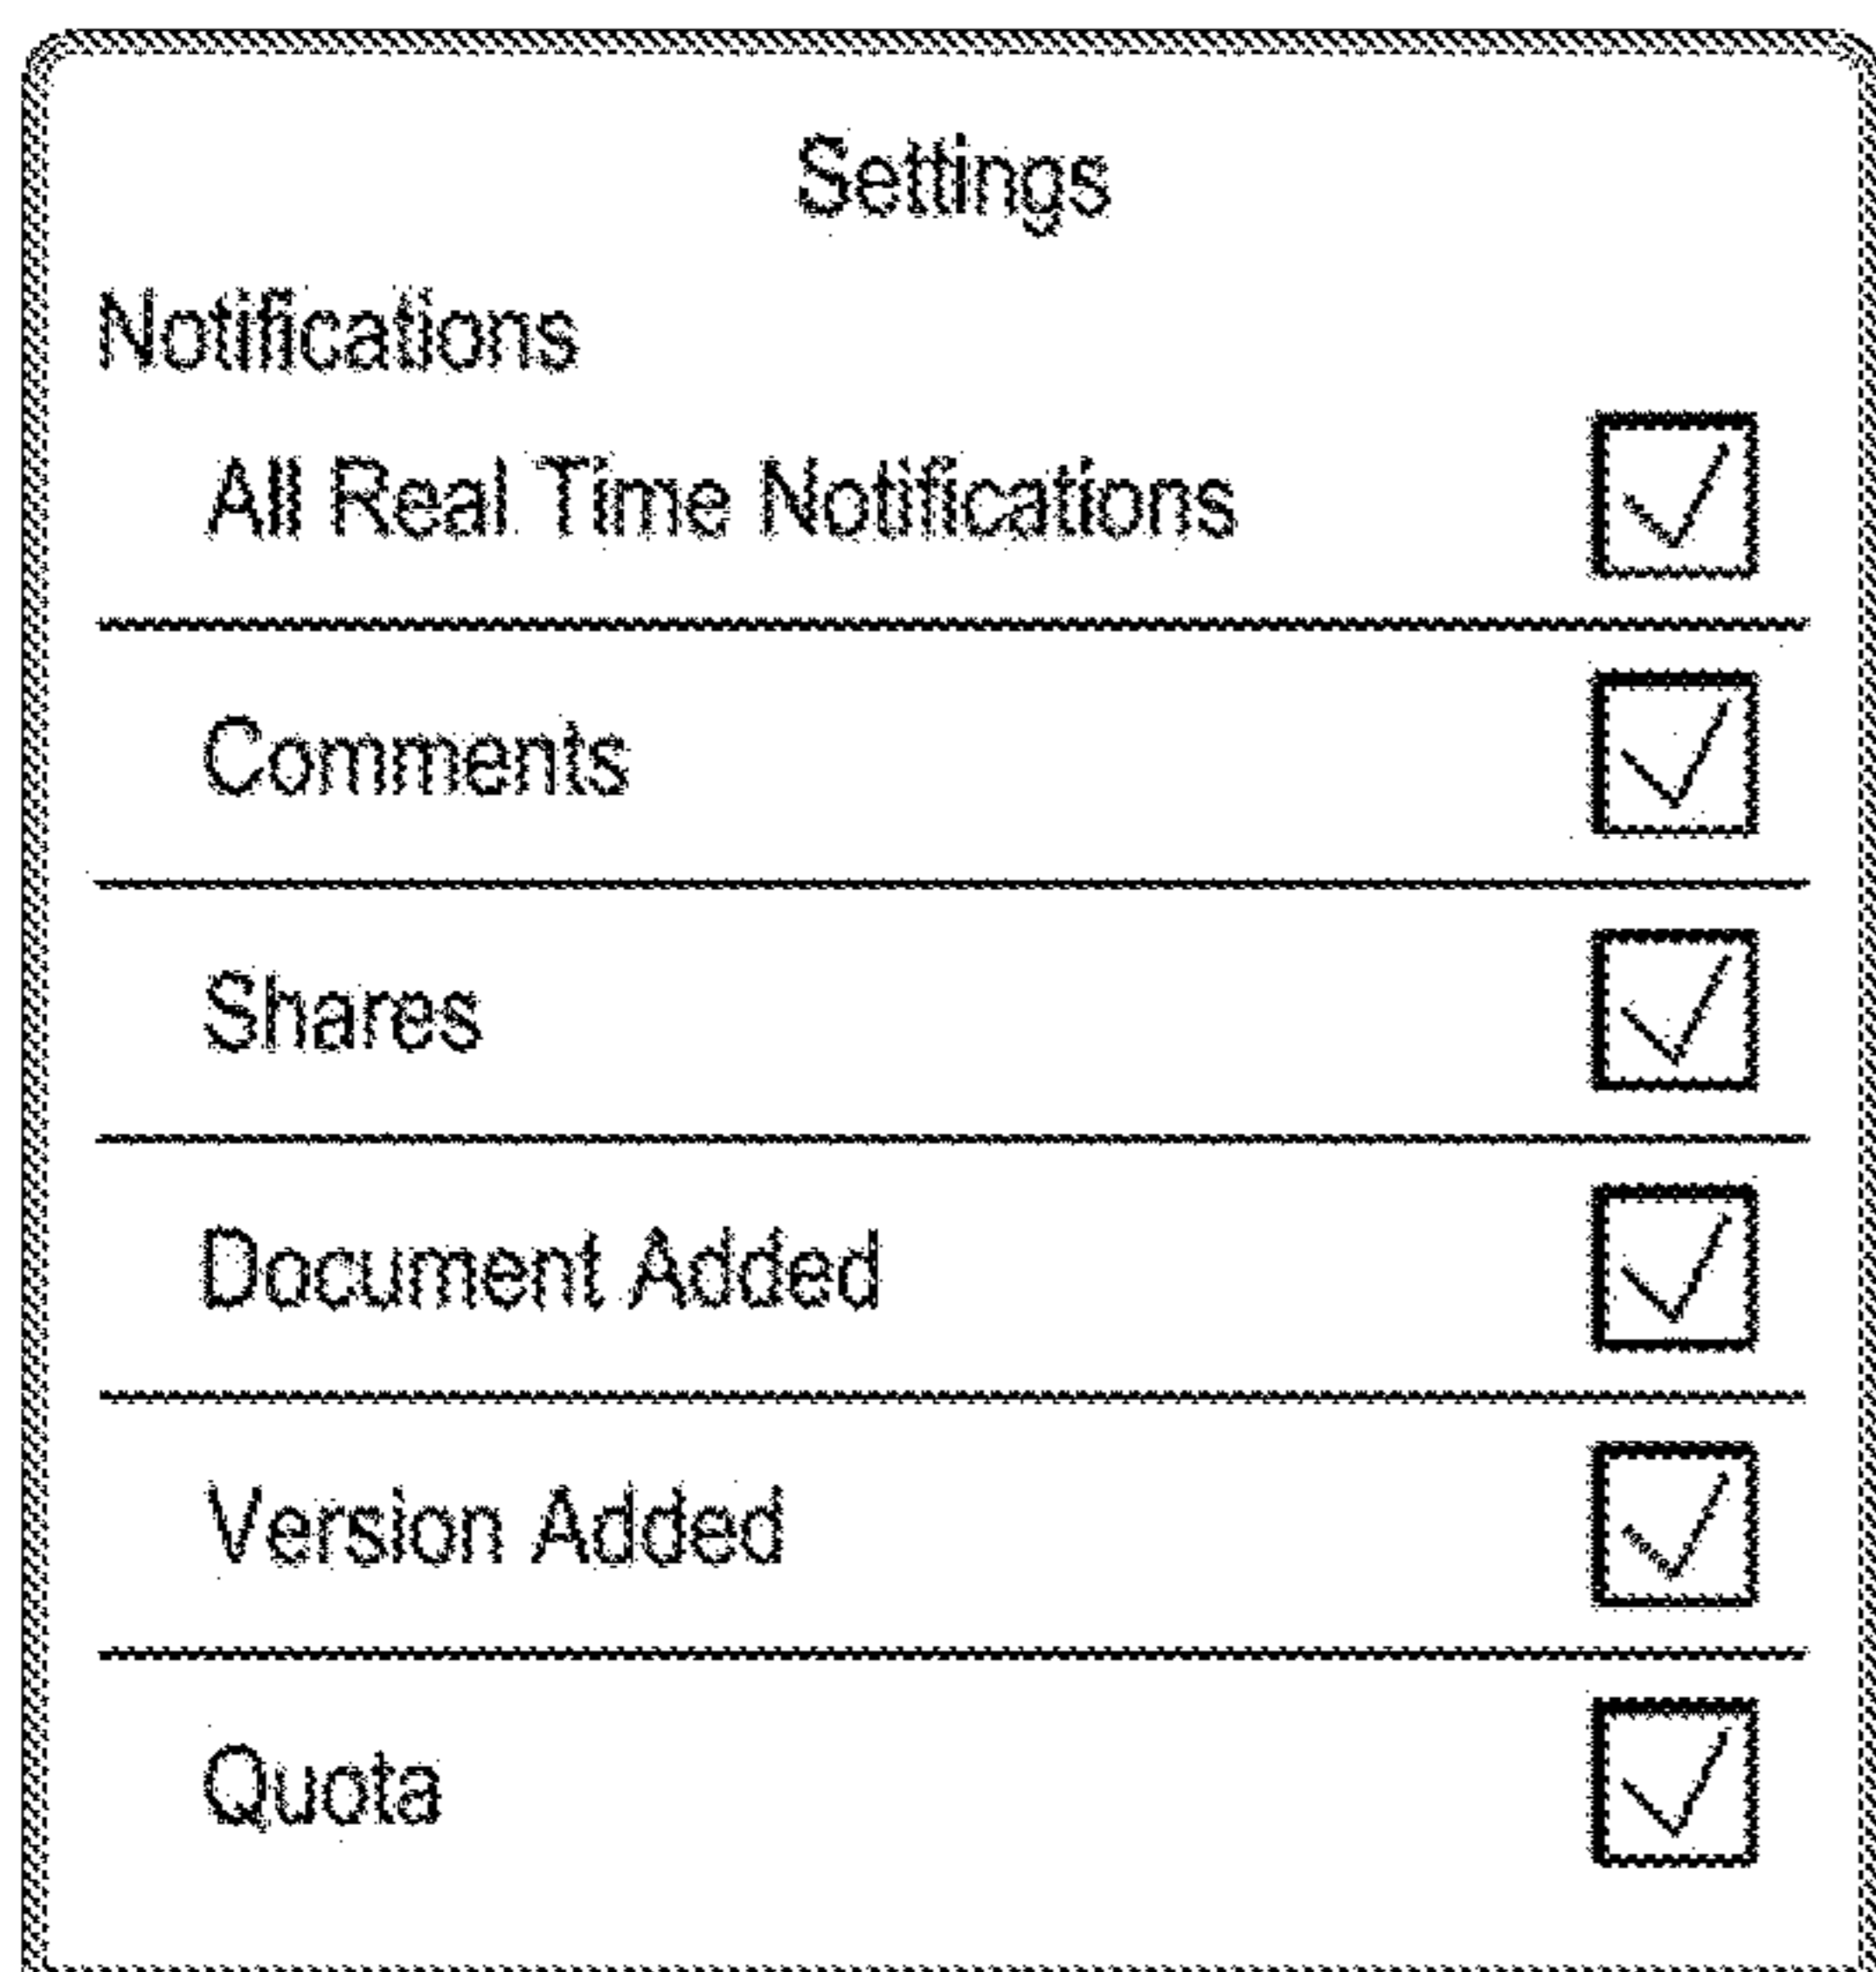 Settings
Notifications
All Real Time Notifications
Comments
Shares
Document Added
Version Added
Quota